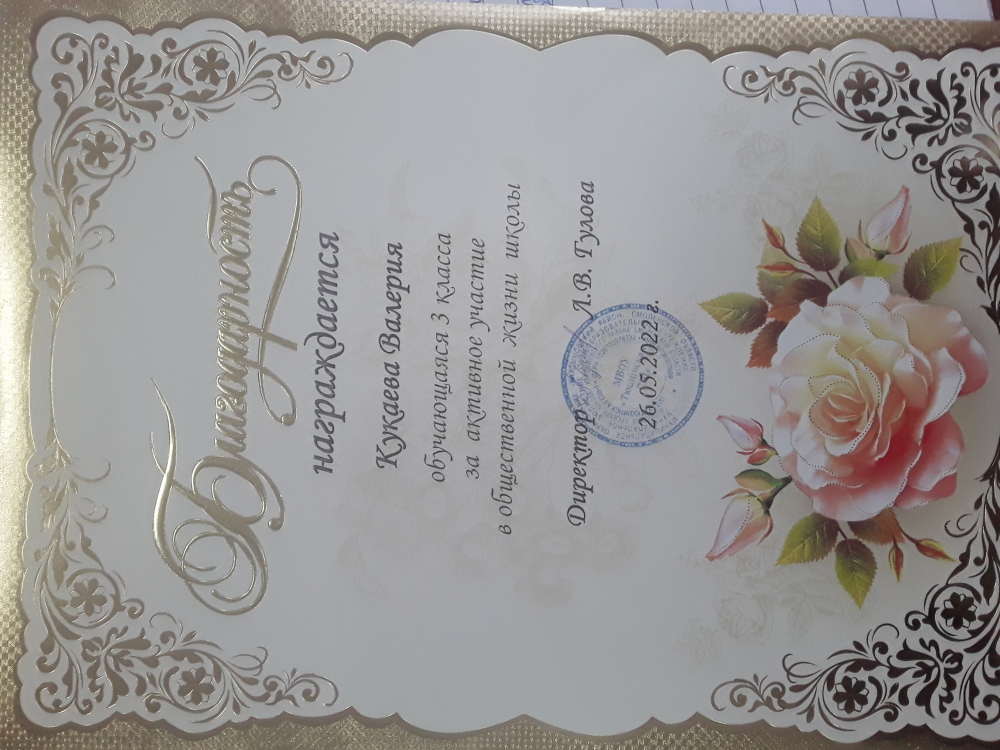 Благодарность
награждается
Кукаева Валерия
обучающаяся 3 класса
за активное участие
в общественной жизни школы
Директор Л.В. Гулова
26.05.2022 г.